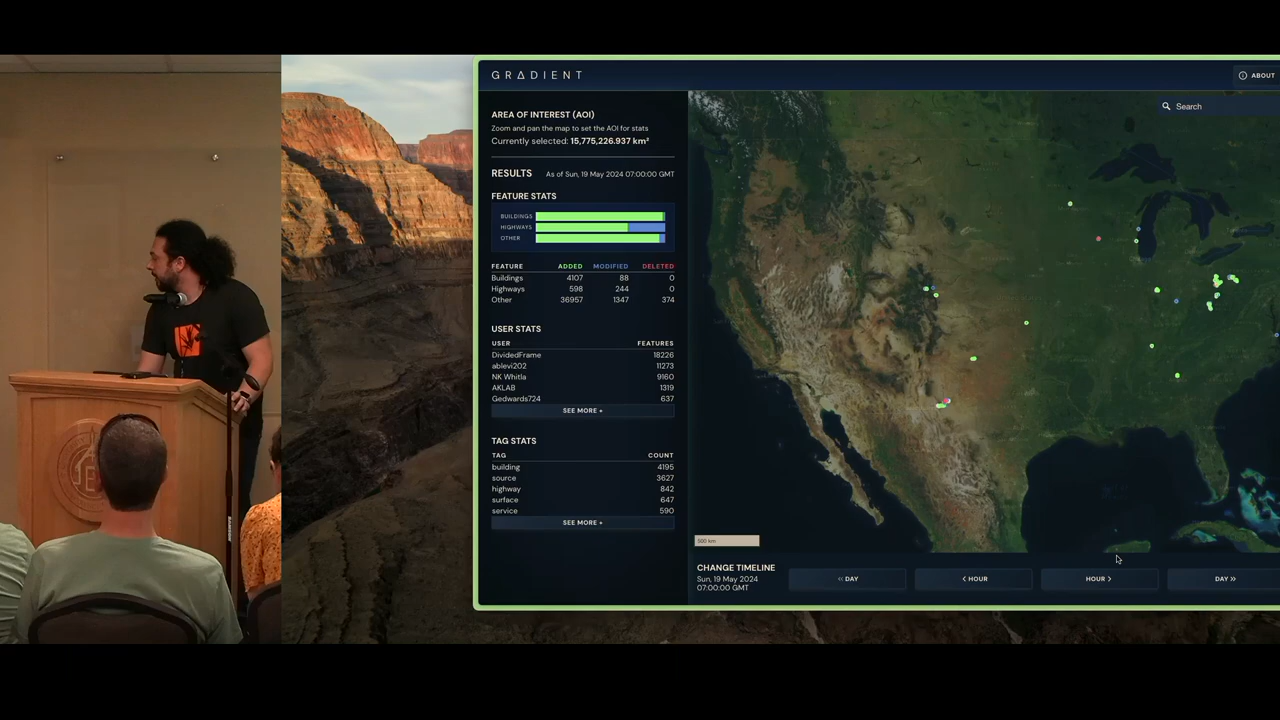 GRΔDIENT
ABOUT
Search
AREA OF INTEREST (AOI)
Zoom and pan the map to set the AOI for stats
Currently selected: 15,775,226.937 km²
RESULTS As of Sun, 19 May 2024 07:00:00 GMT
FEATURE STATS
BUILDINGS
HIGHWAYS
OTHER
FEATURE ADDED MODIFIED DELETED
Buildings 4107 88 0
Highways 598 244 0
Other 36957 1347 374
USER STATS
USER FEATURES
DividedFrame 18226
ablevi202 11273
NK Whitla 9160
AKLAB 1319
Gedwards724 637
SEE MORE +
TAG STATS
TAG COUNT
building 4195
source 3627
highway 842
surface 647
service 590
SEE MORE +
500 km
CHANGE TIMELINE
Sun, 19 May 2024
07:00:00 GMT
<< DAY
< HOUR
HOUR >
DAY >>